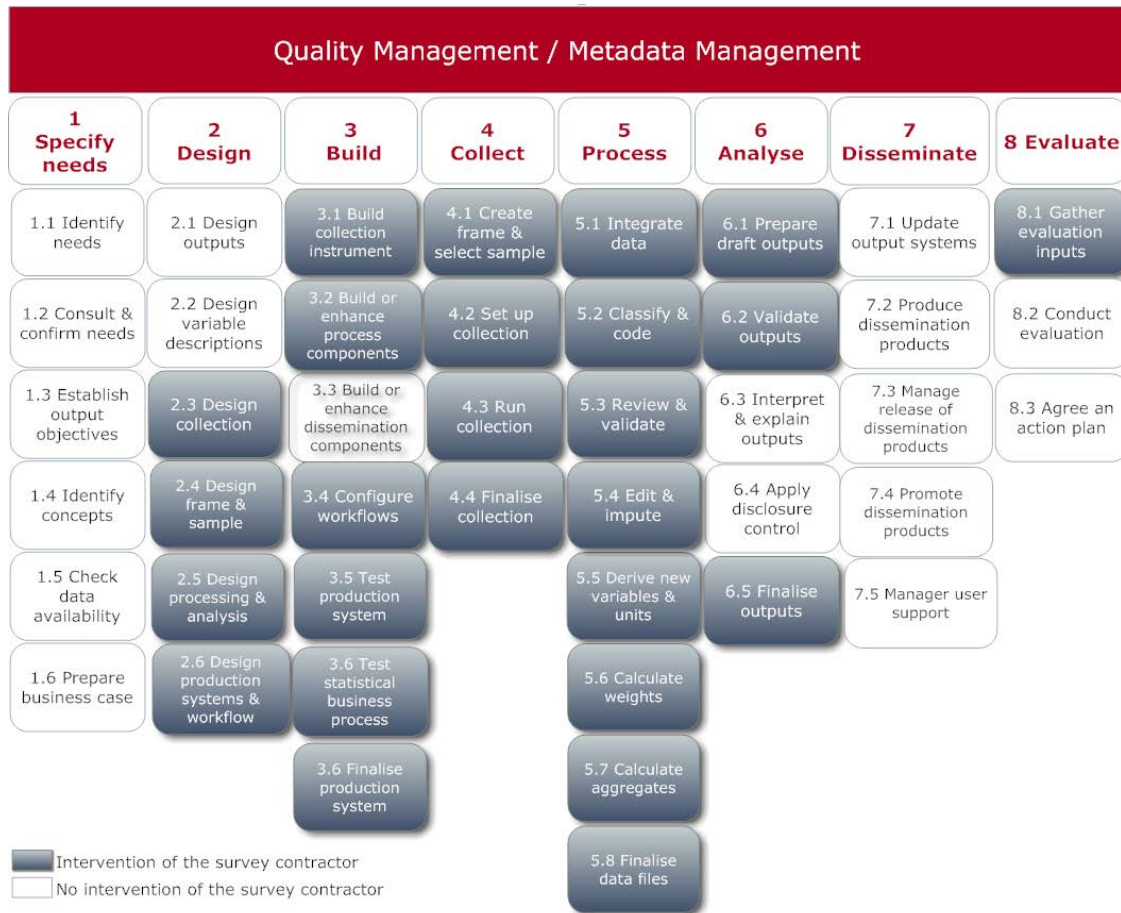 Quality Management / Metadata Management
1
Specify
needs
2
Design
3
Build
4
Collect
5
Process
6
Analyse
7
Disseminate
8 Evaluate
1.1 Identify
needs
2.1 Design
outputs
3.1 Build
collection
instrument
4.1 Create
frame &
select sample
5.1 Integrate
data
6.1 Prepare
draft outputs
7.1 Update
output systems
8.1 Gather
evaluation
inputs
1.2 Consult &
confirm needs
2.2 Design
variable
descriptions
3.2 Build or
enhance
process
components
4.2 Set up
collection
5.2 Classify &
code
6.2 Validate
outputs
7.2 Produce
dissemination
products
8.2 Conduct
evaluation
1.3 Establish
output
objectives
2.3 Design
collection
3.3 Build or
enhance
dissemination
components
4.3 Run
collection
5.3 Review &
validate
6.3 Interpret
& explain
outputs
7.3 Manage
release of
dissemination
products
8.3 Agree an
action plan
1.4 Identify
concepts
2.4 Design
frame &
sample
3.4 Configure
workflows
4.4 Finalise
collection
5.4 Edit &
impute
6.4 Apply
disclosure
control
7.4 Promote
dissemination
products
1.5 Check
data
availability
2.5 Design
processing &
analysis
3.5 Test
production
system
5.5 Derive new
variables &
units
6.5 Finalise
outputs
7.5 Manager user
support
1.6 Prepare
business case
2.6 Design
production
systems &
workflow
3.6 Test
statistical
business
process
5.6 Calculate
weights
3.6 Finalise
production
system
5.7 Calculate
aggregates
5.8 Finalise
data files
Intervention of the survey contractor
No intervention of the survey contractor